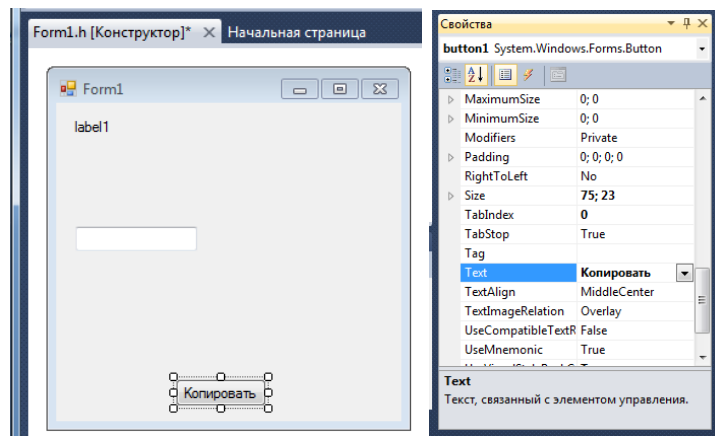 Form1.h [Конструктор]* × Начальная страница
Form1
label1
Копировать
Свойства
button1 System.Windows.Forms.Button
MaximumSize 0; 0
MinimumSize 0; 0
Modifiers Private
Padding 0; 0; 0; 0
RightToLeft No
Size 75; 23
TabIndex 0
TabStop True
Tag
Text Копировать
TextAlign MiddleCenter
TextImageRelation Overlay
UseCompatibleTextR False
UseMnemonic True
Text
Текст, связанный с элементом управления.